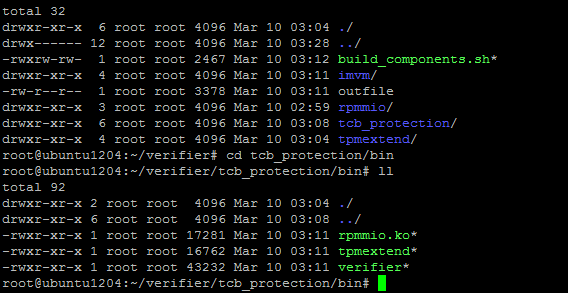 total 32
drwxr-xr-x  6 root root 4096 Mar 10 03:04 ./
drwx------ 12 root root 4096 Mar 10 03:28 ../
-rwxrw-rw-  1 root root 2467 Mar 10 03:12 build_components.sh*
drwxr-xr-x  4 root root 4096 Mar 10 03:11 imvm/
-rw-r--r--  1 root root 3378 Mar 10 03:11 outfile
drwxr-xr-x  3 root root 4096 Mar 10 02:59 rpmmio/
drwxr-xr-x  6 root root 4096 Mar 10 03:08 tcb_protection/
drwxr-xr-x  4 root root 4096 Mar 10 03:11 tpmextend/
root@ubuntu1204:~/verifier# cd tcb_protection/bin
root@ubuntu1204:~/verifier/tcb_protection/bin# ll
total 92
drwxr-xr-x 2 root root  4096 Mar 10 03:04 ./
drwxr-xr-x 6 root root  4096 Mar 10 03:08 ../
-rwxr-xr-x 1 root root 17281 Mar 10 03:11 rpmmio.ko*
-rwxr-xr-x 1 root root 16762 Mar 10 03:11 tpmextend*
-rwxr-xr-x 1 root root 43232 Mar 10 03:11 verifier*
root@ubuntu1204:~/verifier/tcb_protection/bin#